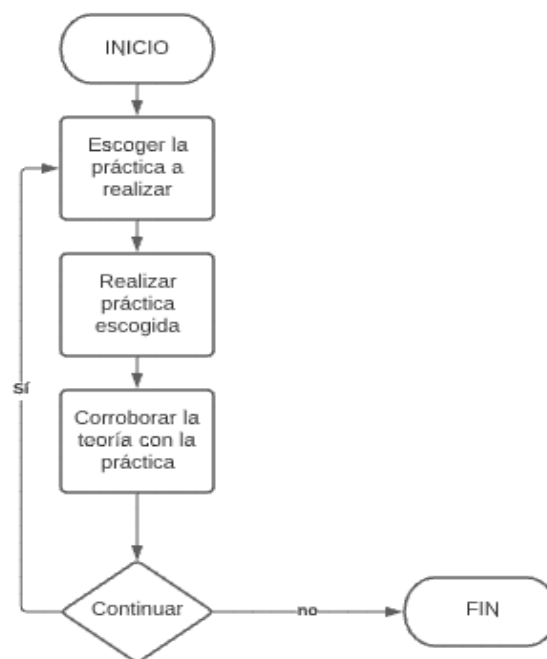 INICIO
Escoger la
práctica a
realizar
Realizar
práctica
escogida
sí
Corroborar la
teoría con la
práctica
Continuar
no
FIN